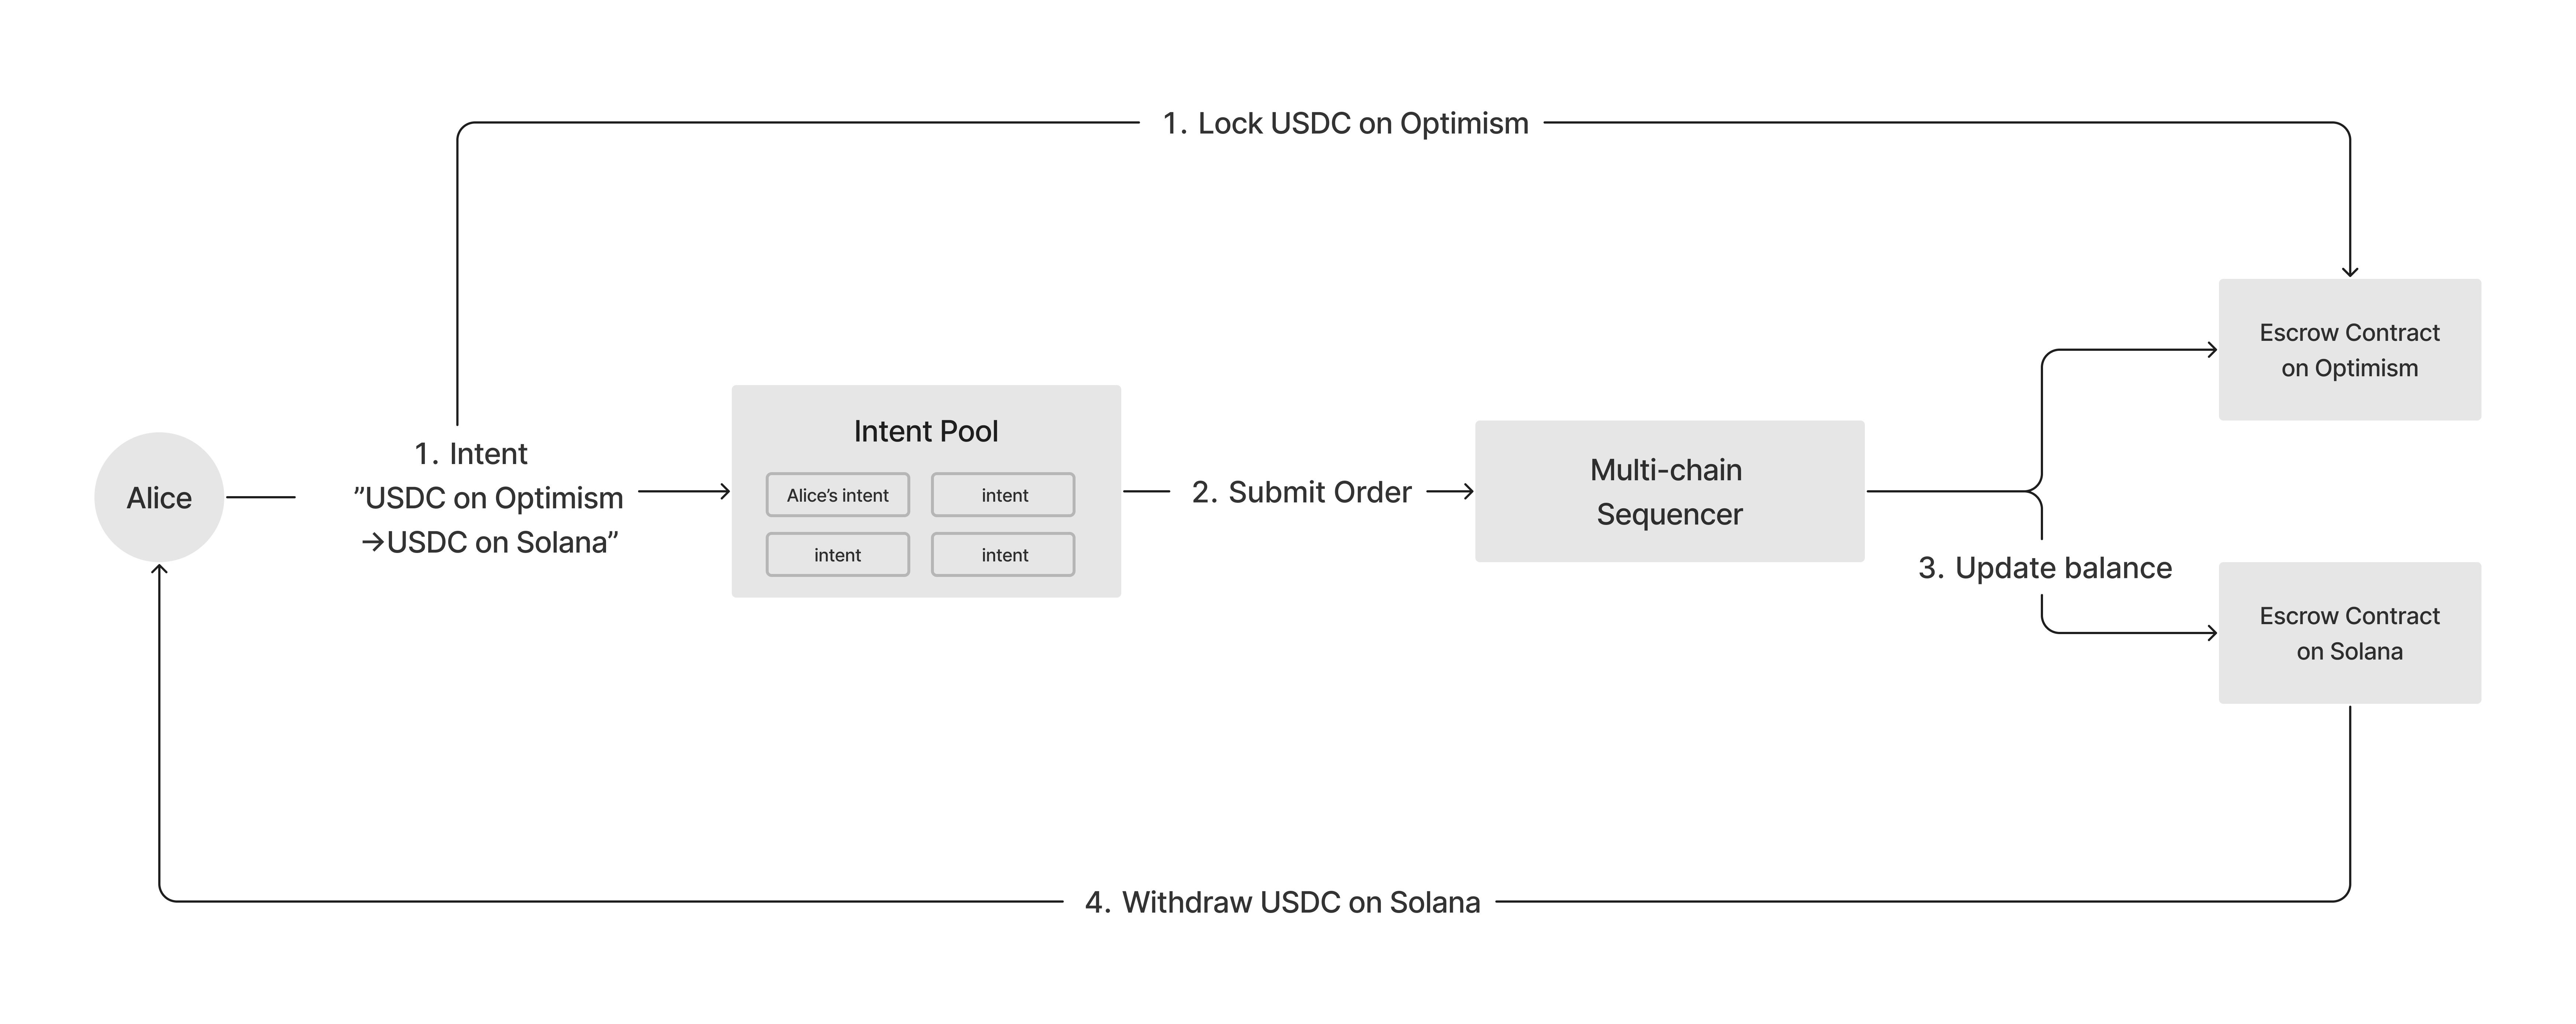 1. Lock USDC on Optimism
Alice
1. Intent
”USDC on Optimism
→USDC on Solana”
Intent Pool
Alice’s intent
intent
intent
intent
2. Submit Order
Multi-chain
Sequencer
Escrow Contract
on Optimism
3. Update balance
Escrow Contract
on Solana
4. Withdraw USDC on Solana